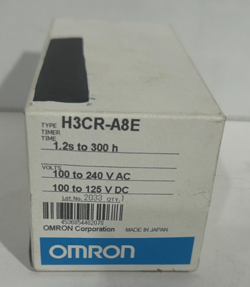 TYPE H3CR-A8E
TIMER
TIME
1.2s to 300 h
VOLTS
100 to 240 V AC
100 to 125 V DC
Lot No. 2033 QTY. 1
4536854462076
OMRON Corporation MADE IN JAPAN
OMRON